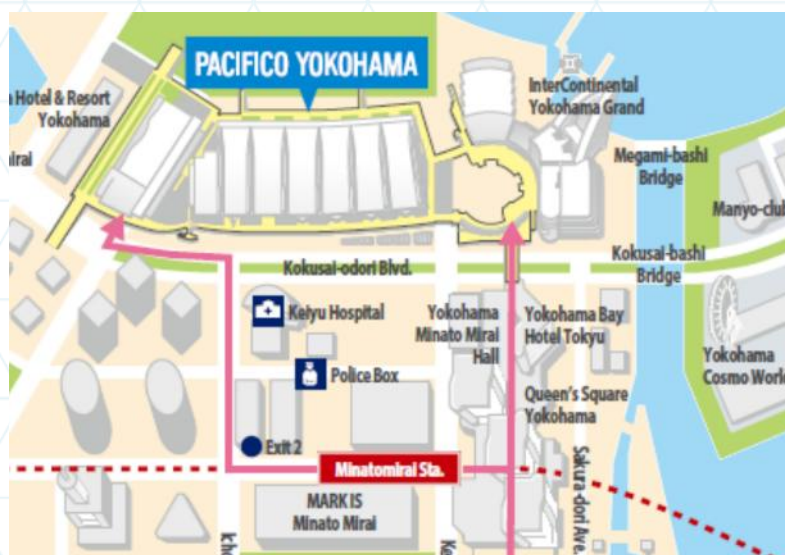 PACIFICO YOKOHAMA
Hotel & Resort
Yokohama
InterContinental
Yokohama Grand
Megami-bashi
Bridge
Manyo-club
Kokusai-odori Blvd.
Kokusai-bashi
Bridge
Keiyu Hospital
Yokohama
Minato Mirai
Hall
Yokohama Bay
Hotel Tokyu
Police Box
Yokohama
Cosmo World
Queen's Square
Yokohama
Exit 2
Minatomirai Sta.
Sakura-dori Ave.
MARK IS
Minato Mirai